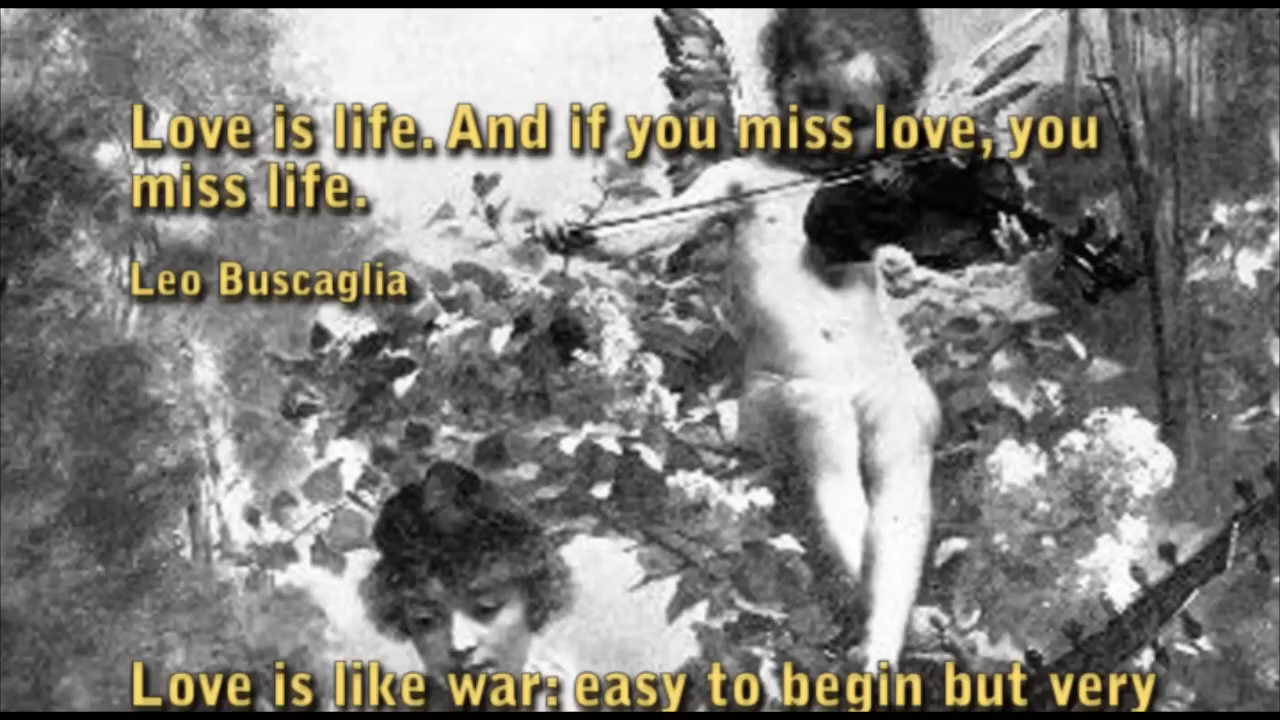 Love is life. And if you miss love, you
miss life.
Leo Buscaglia
Love is like war: easy to begin but very